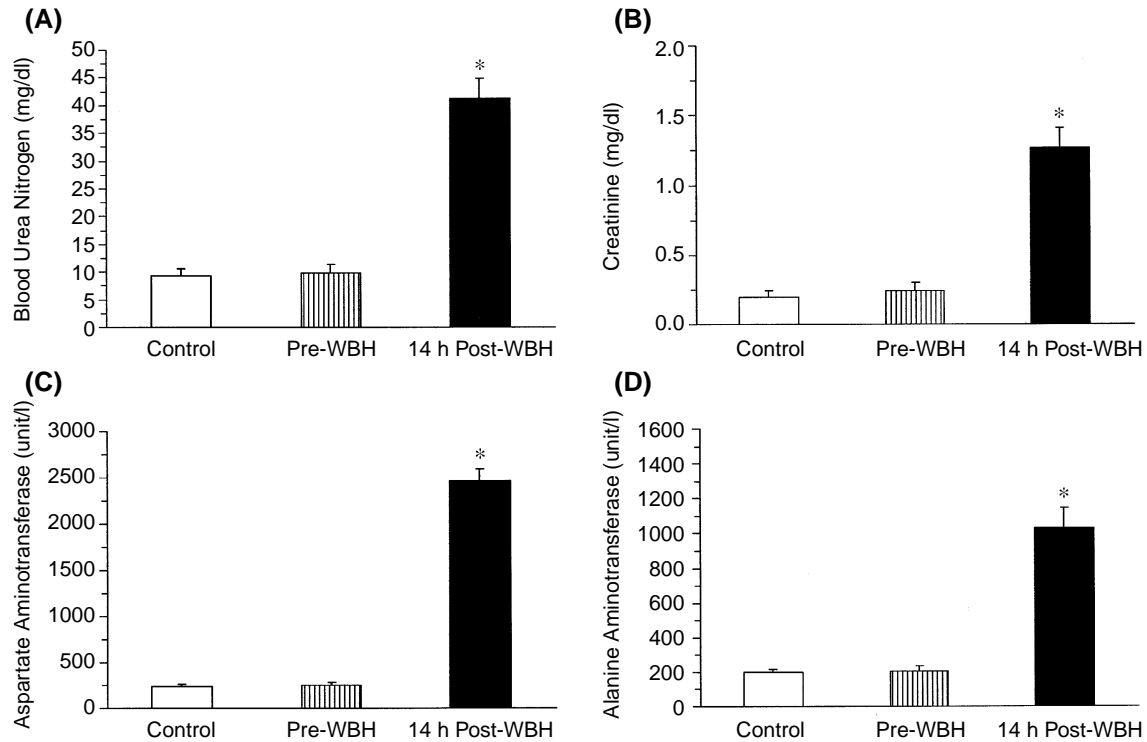 (A)
Blood Urea Nitrogen (mg/dl)
50
45
40
35
30
25
20
15
10
5
0
*
Control
Pre-WBH
14 h Post-WBH
(B)
Creatinine (mg/dl)
2.0
1.5
1.0
0.5
0.0
*
Control
Pre-WBH
14 h Post-WBH
(C)
Aspartate Aminotransferase (unit/l)
3000
2500
2000
1500
1000
500
0
*
Control
Pre-WBH
14 h Post-WBH
(D)
Alanine Aminotransferase (unit/l)
1600
1400
1200
1000
800
600
400
200
0
*
Control
Pre-WBH
14 h Post-WBH